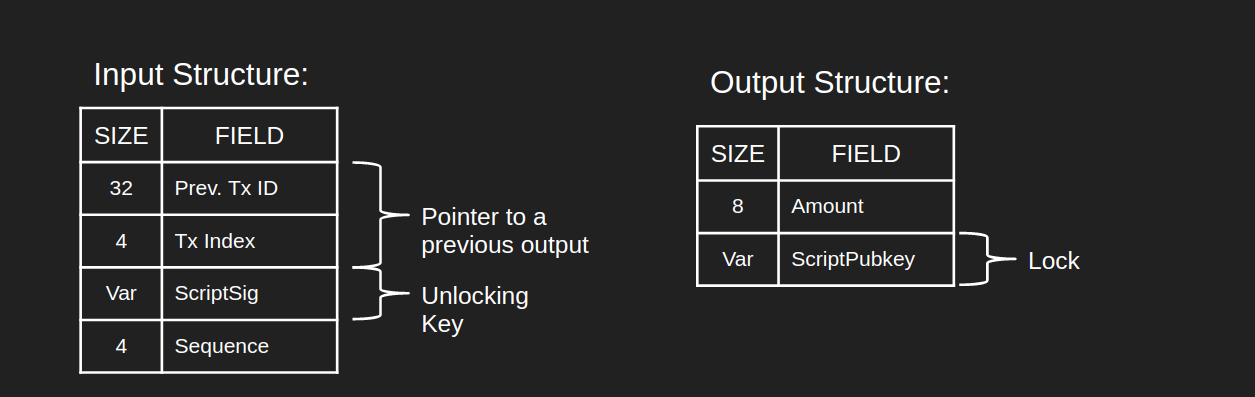 Input Structure:
SIZE FIELD
32 Prev. Tx ID
4 Tx Index
Var ScriptSig
4 Sequence
Pointer to a
previous output
Unlocking
Key
Output Structure:
SIZE FIELD
8 Amount
Var ScriptPubkey
Lock